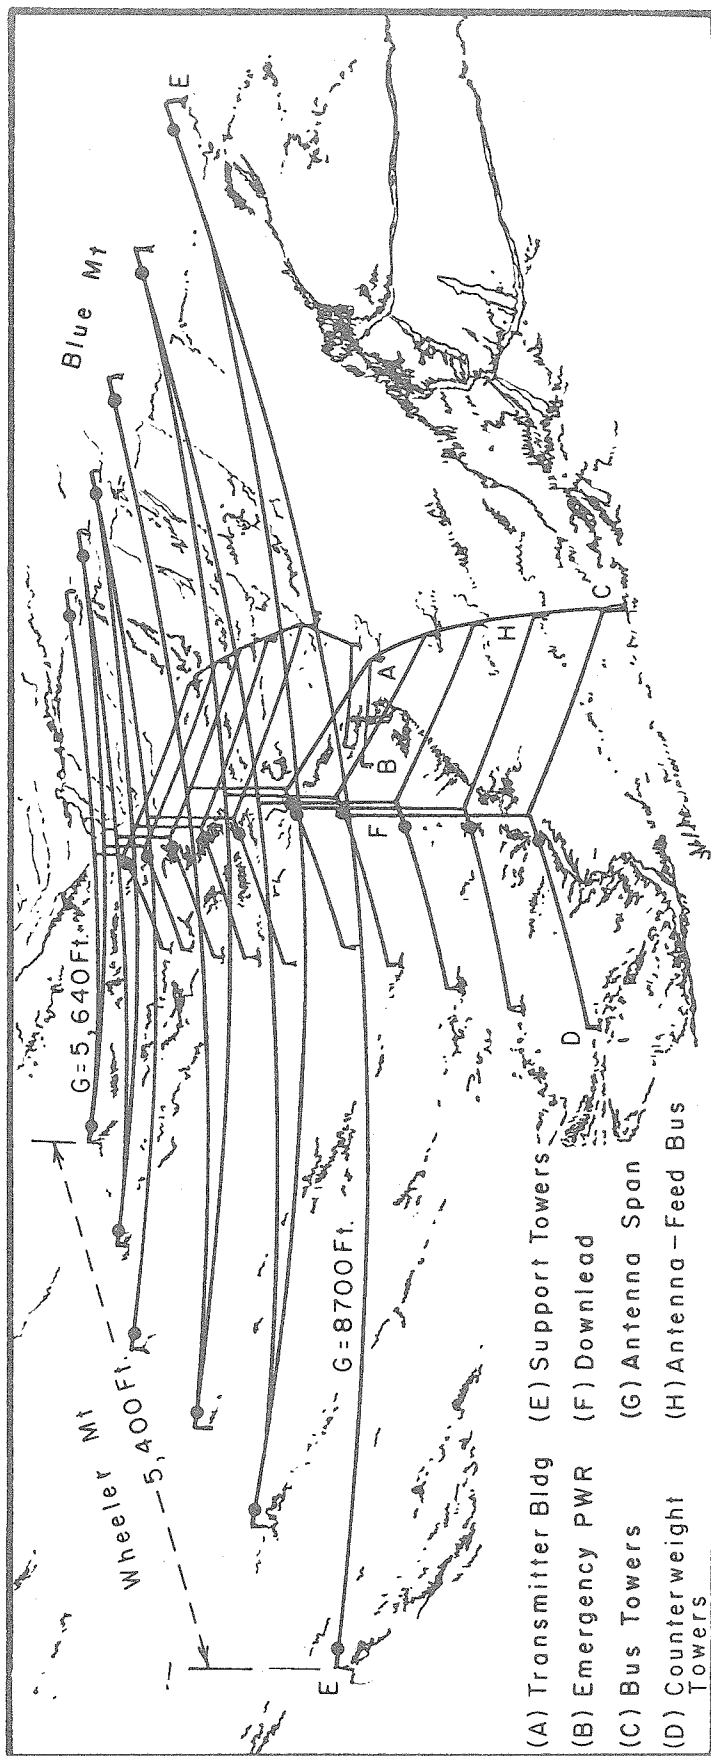 Blue Mt
E
Wheeler Mt
5,400Ft.
G=5,640Ft.
G=8700Ft.
E
A
B
C
D
F
H
(A) Transmitter Bldg
(B) Emergency PWR
(C) Bus Towers
(D) Counterweight
Towers
(E) Support Towers
(F) Downlead
(G) Antenna Span
(H) Antenna-Feed Bus